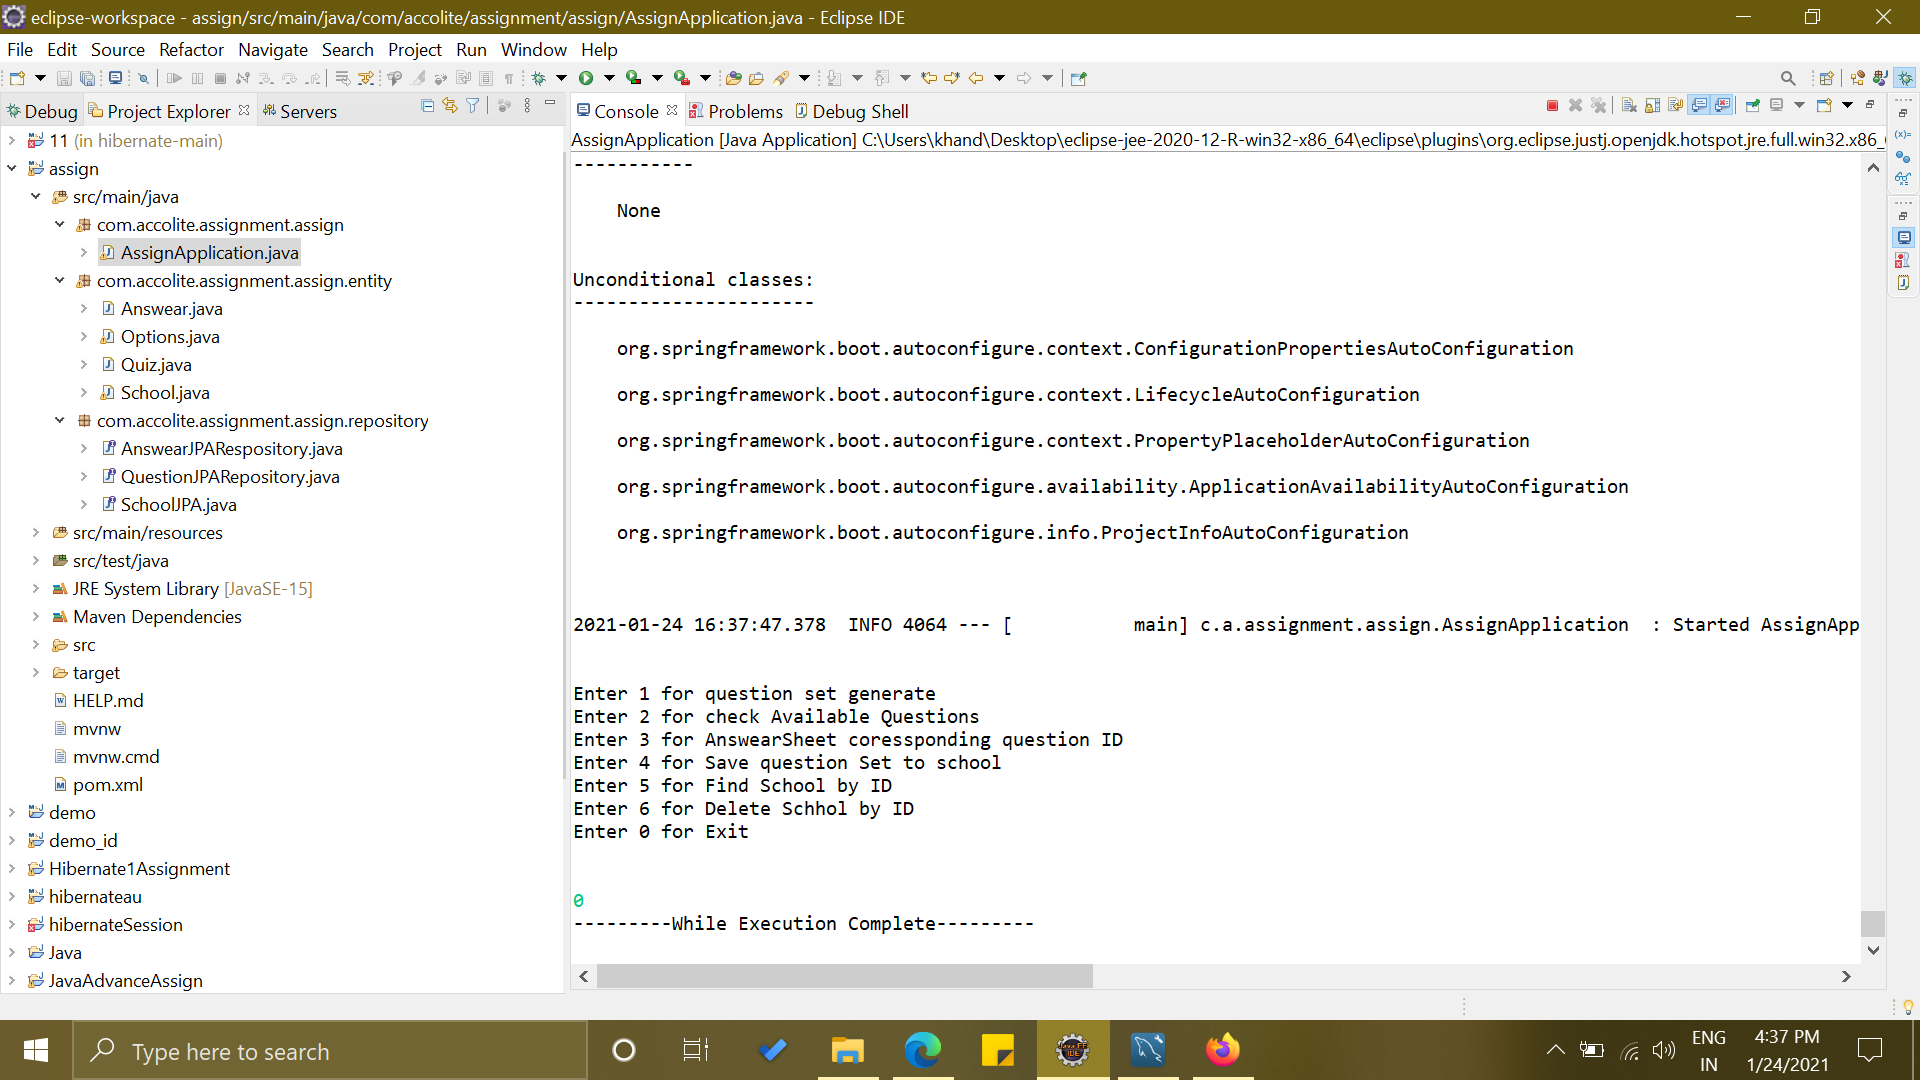 eclipse-workspace - assign/src/main/java/com/accolite/assignment/assign/AssignApplication.java - Eclipse IDE
File Edit Source Refactor Navigate Search Project Run Window Help
Debug Project Explorer Servers
11 (in hibernate-main)
assign
src/main/java
com.accolite.assignment.assign
AssignApplication.java
com.accolite.assignment.assign.entity
Answear.java
Options.java
Quiz.java
School.java
com.accolite.assignment.assign.repository
AnswearJPARespository.java
QuestionJPARepository.java
SchoolJPA.java
src/main/resources
src/test/java
JRE System Library [JavaSE-15]
Maven Dependencies
src
target
HELP.md
mvnw
mvnw.cmd
pom.xml
demo
demo_id
Hibernate1Assignment
hibernateau
hibernateSession
Java
JavaAdvanceAssign
Console Problems Debug Shell
AssignApplication [Java Application] C:\Users\khand\Desktop\eclipse-jee-2020-12-R-win32-x86_64\eclipse\plugins\org.eclipse.justj.openjdk.hotspot.jre.full.win32.x86_
-----------
None
Unconditional classes:
----------------------
org.springframework.boot.autoconfigure.context.ConfigurationPropertiesAutoConfiguration
org.springframework.boot.autoconfigure.context.LifecycleAutoConfiguration
org.springframework.boot.autoconfigure.context.PropertyPlaceholderAutoConfiguration
org.springframework.boot.autoconfigure.availability.ApplicationAvailabilityAutoConfiguration
org.springframework.boot.autoconfigure.info.ProjectInfoAutoConfiguration
2021-01-24 16:37:47.378  INFO 4064 --- [           main] c.a.assignment.assign.AssignApplication  : Started AssignApp
Enter 1 for question set generate
Enter 2 for check Available Questions
Enter 3 for AnswearSheet coressponding question ID
Enter 4 for Save question Set to school
Enter 5 for Find School by ID
Enter 6 for Delete Schhol by ID
Enter 0 for Exit
0
---------While Execution Complete---------
Type here to search
ENG
IN
4:37 PM
1/24/2021